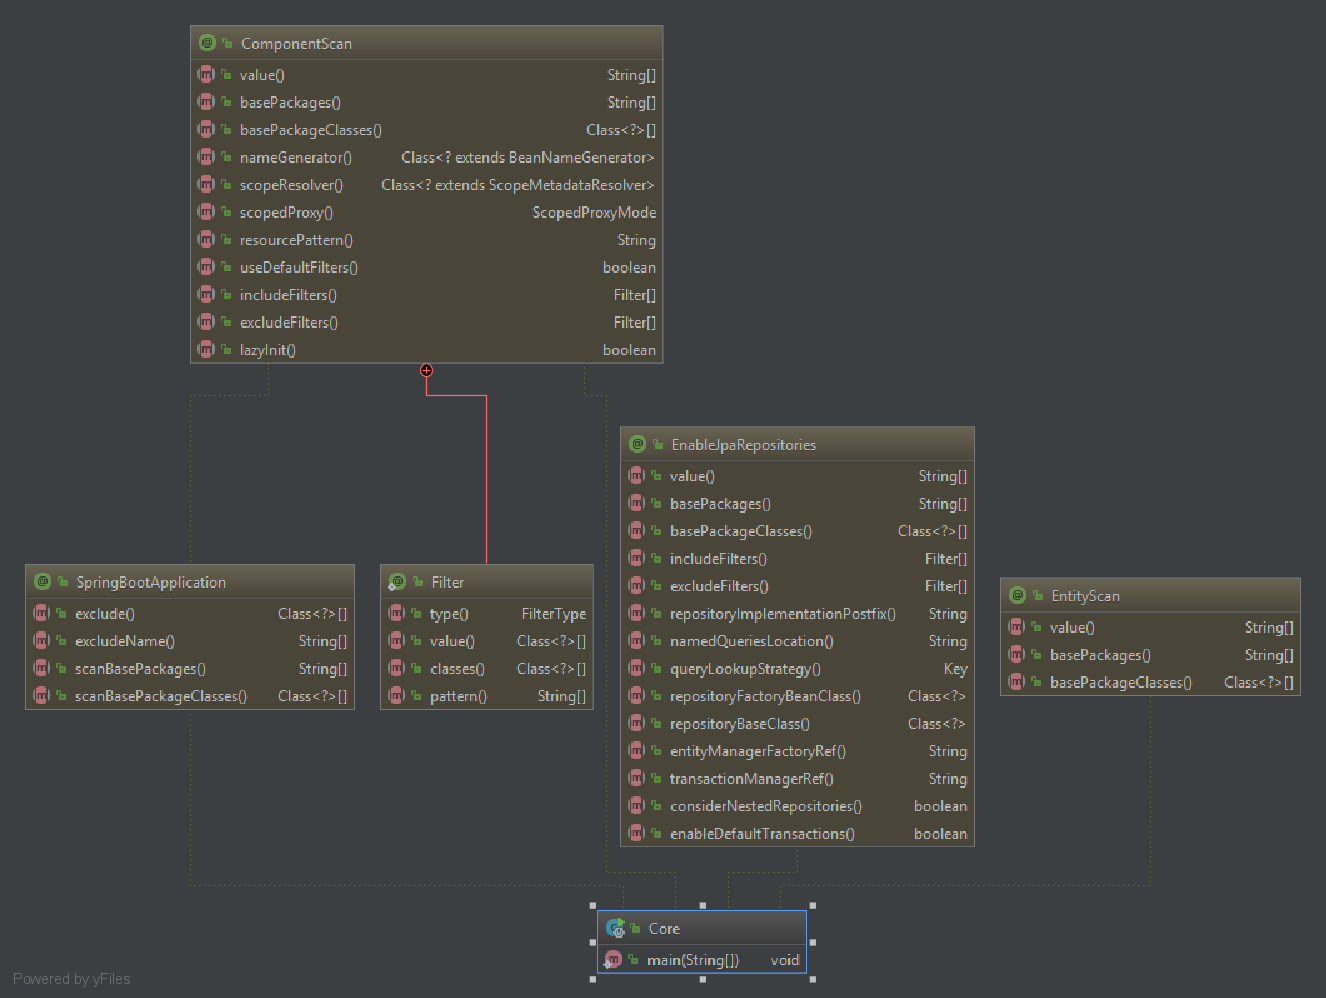 ComponentScan
value() String[]
basePackages() String[]
basePackageClasses() Class<?>[]
nameGenerator() Class<? extends BeanNameGenerator>
scopeResolver() Class<? extends ScopeMetadataResolver>
scopedProxy() ScopedProxyMode
resourcePattern() String
useDefaultFilters() boolean
includeFilters() Filter[]
excludeFilters() Filter[]
lazyInit() boolean
EnableJpaRepositories
value() String[]
basePackages() String[]
basePackageClasses() Class<?>[]
includeFilters() Filter[]
excludeFilters() Filter[]
repositoryImplementationPostfix() String
namedQueriesLocation() String
queryLookupStrategy() Key
repositoryFactoryBeanClass() Class<?>
repositoryBaseClass() Class<?>
entityManagerFactoryRef() String
transactionManagerRef() String
considerNestedRepositories() boolean
enableDefaultTransactions() boolean
SpringBootApplication
exclude() Class<?>[]
excludeName() String[]
scanBasePackages() String[]
scanBasePackageClasses() Class<?>[]
Filter
type() FilterType
value() Class<?>[]
classes() Class<?>[]
pattern() String[]
EntityScan
value() String[]
basePackages() String[]
basePackageClasses() Class<?>[]
Core
main(String[]) void
Powered by yFiles